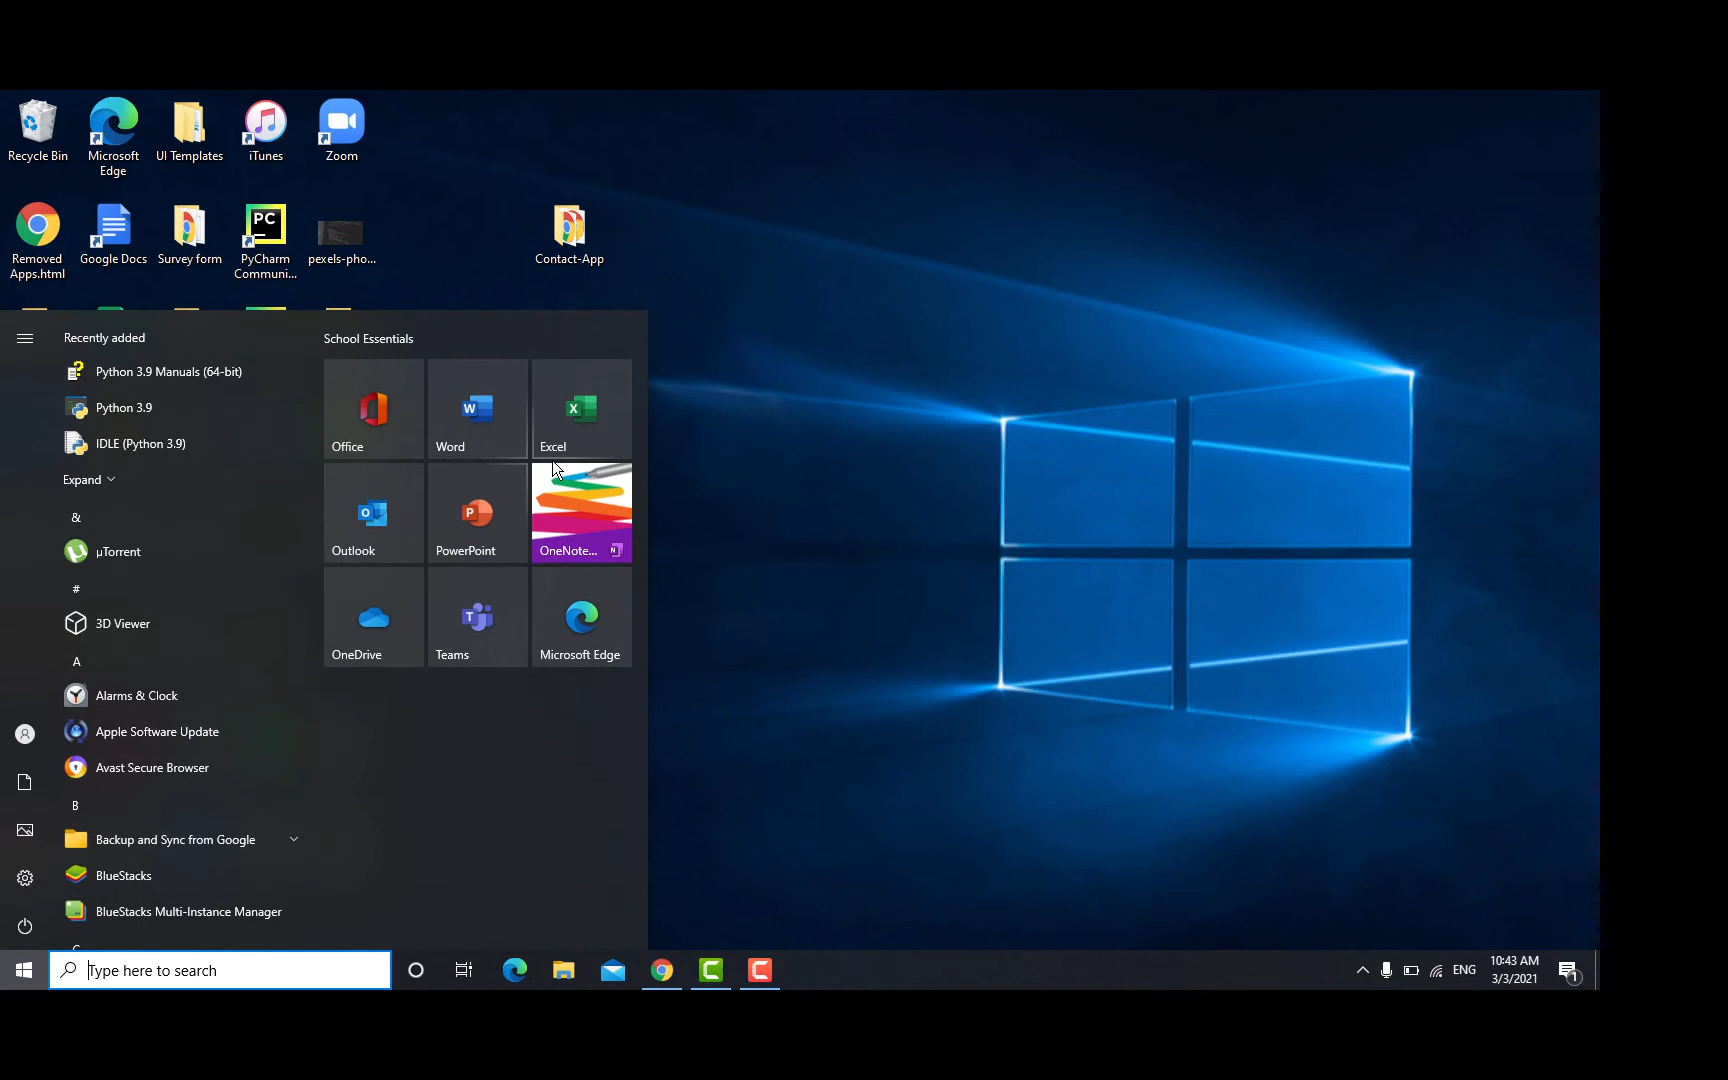 Recycle Bin
Microsoft
Edge
UI Templates
iTunes
Zoom
Removed
Apps.html
Google Docs
Survey form
PC
PyCharm
Communi...
pexels-pho...
Contact-App
Recently added
Python 3.9 Manuals (64-bit)
Python 3.9
IDLE (Python 3.9)
Expand
&
µTorrent
#
3D Viewer
A
Alarms & Clock
Apple Software Update
Avast Secure Browser
B
Backup and Sync from Google
BlueStacks
BlueStacks Multi-Instance Manager
School Essentials
Office
W
Word
X
Excel
O
Outlook
P
PowerPoint
OneNote...
N
OneDrive
T
Teams
Microsoft Edge
Type here to search
ENG
10:43 AM
3/3/2021
1